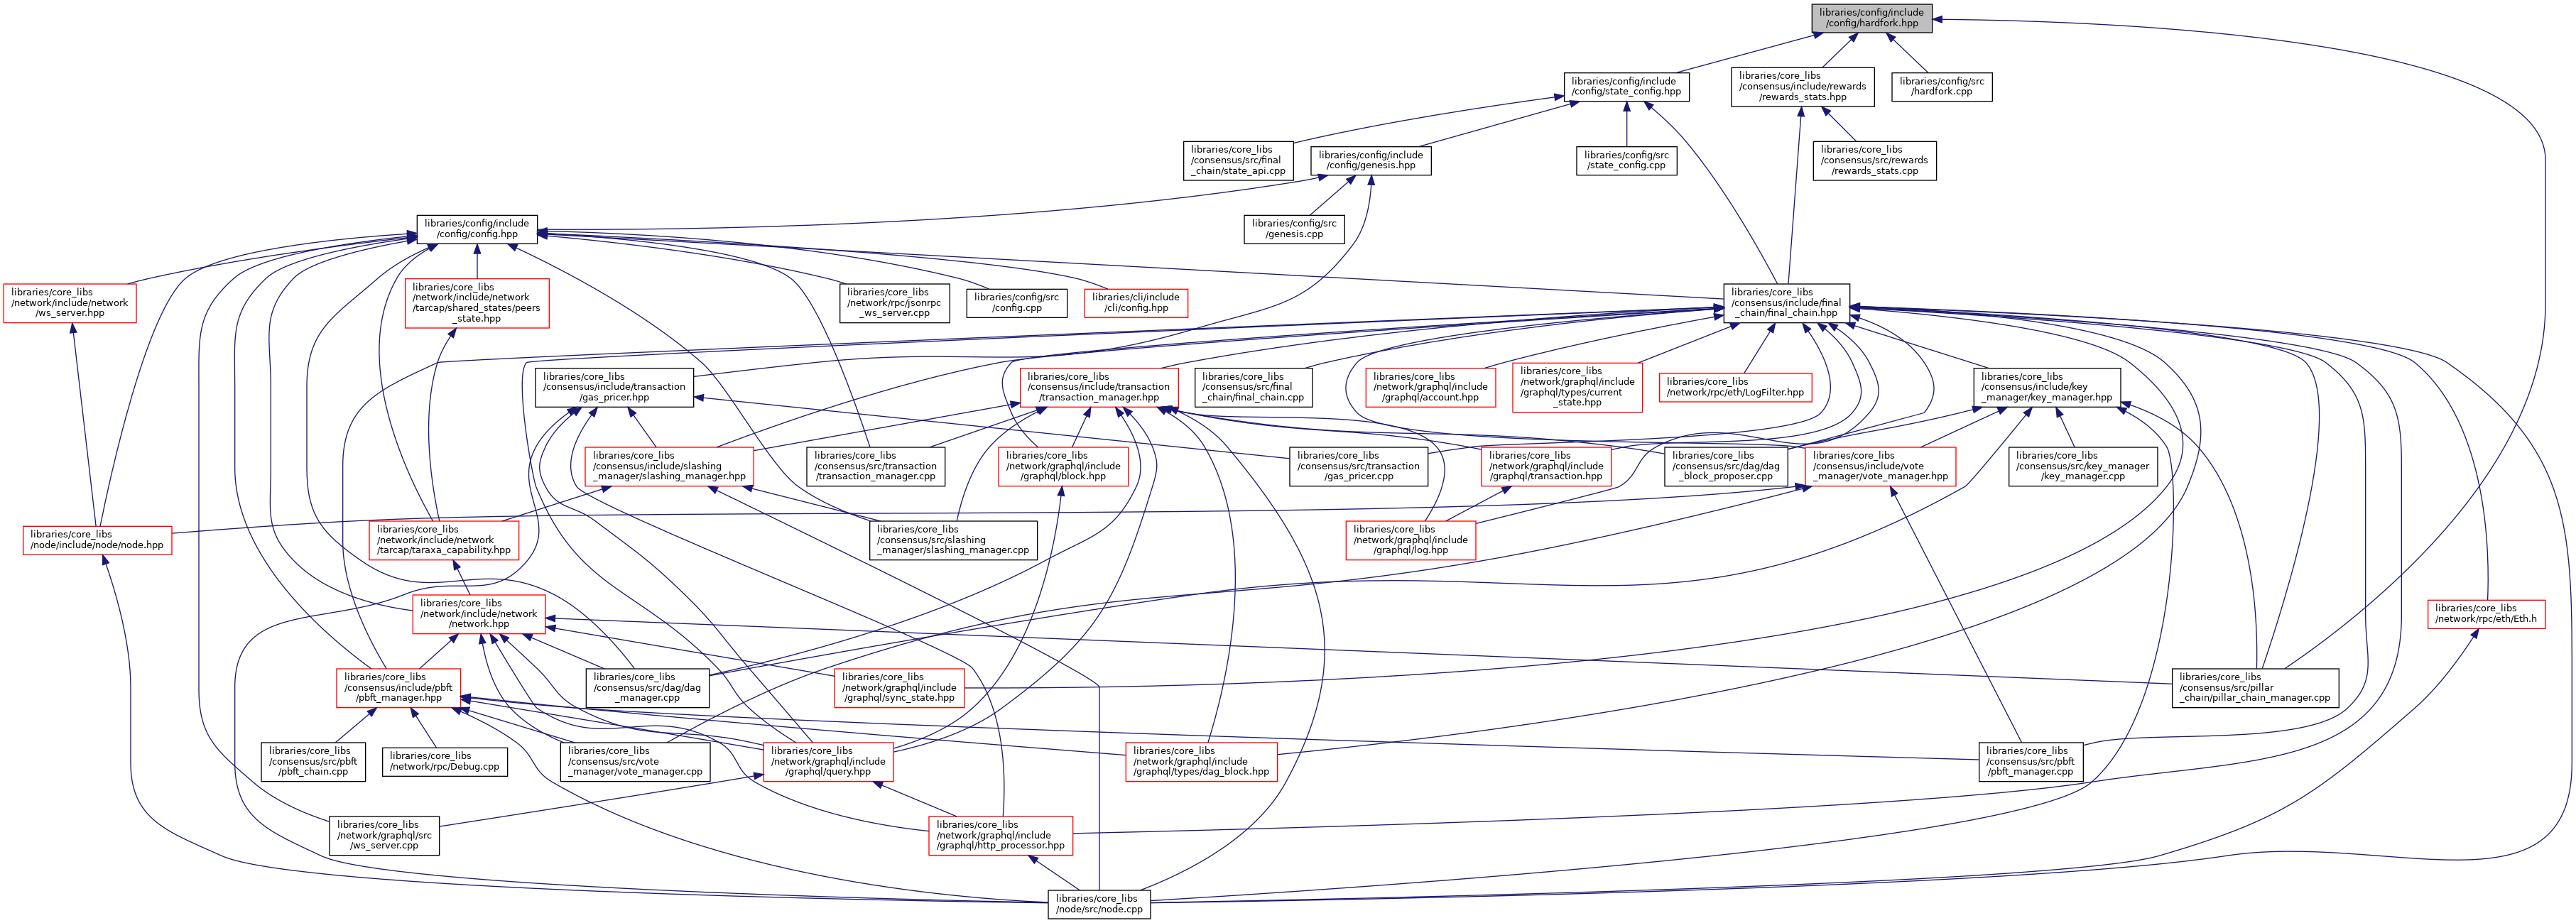 libraries/config/include
/config/hardfork.hpp
libraries/config/include
/config/state_config.hpp
libraries/core_libs
/consensus/include/rewards
/rewards_stats.hpp
libraries/config/src
/hardfork.cpp
libraries/core_libs
/consensus/src/final
_chain/state_api.cpp
libraries/config/include
/config/genesis.hpp
libraries/config/src
/state_config.cpp
libraries/core_libs
/consensus/src/rewards
/rewards_stats.cpp
libraries/config/include
/config/config.hpp
libraries/config/src
/genesis.cpp
libraries/core_libs
/network/include/network
/ws_server.hpp
libraries/core_libs
/network/include/network
/tarcap/shared_states/peers
_state.hpp
libraries/core_libs
/network/rpc/jsonrpc
_ws_server.cpp
libraries/config/src
/config.cpp
libraries/cli/include
/cli/config.hpp
libraries/core_libs
/consensus/include/final
_chain/final_chain.hpp
libraries/core_libs
/consensus/include/transaction
/gas_pricer.hpp
libraries/core_libs
/consensus/include/transaction
/transaction_manager.hpp
libraries/core_libs
/consensus/src/final
_chain/final_chain.cpp
libraries/core_libs
/network/graphql/include
/graphql/account.hpp
libraries/core_libs
/network/graphql/include
/graphql/types/current
_state.hpp
libraries/core_libs
/network/rpc/eth/LogFilter.hpp
libraries/core_libs
/consensus/include/key
_manager/key_manager.hpp
libraries/core_libs
/consensus/include/slashing
_manager/slashing_manager.hpp
libraries/core_libs
/consensus/src/transaction
/transaction_manager.cpp
libraries/core_libs
/network/graphql/include
/graphql/block.hpp
libraries/core_libs
/consensus/src/transaction
/gas_pricer.cpp
libraries/core_libs
/network/graphql/include
/graphql/transaction.hpp
libraries/core_libs
/consensus/src/dag/dag
_block_proposer.cpp
libraries/core_libs
/consensus/include/vote
_manager/vote_manager.hpp
libraries/core_libs
/consensus/src/key_manager
/key_manager.cpp
libraries/core_libs
/node/include/node/node.hpp
libraries/core_libs
/network/include/network
/tarcap/taraxa_capability.hpp
libraries/core_libs
/consensus/src/slashing
_manager/slashing_manager.cpp
libraries/core_libs
/network/graphql/include
/graphql/log.hpp
libraries/core_libs
/network/include/network
/network.hpp
libraries/core_libs
/network/rpc/eth/Eth.h
libraries/core_libs
/consensus/include/pbft
/pbft_manager.hpp
libraries/core_libs
/consensus/src/dag/dag
_manager.cpp
libraries/core_libs
/network/graphql/include
/graphql/sync_state.hpp
libraries/core_libs
/consensus/src/pillar
_chain/pillar_chain_manager.cpp
libraries/core_libs
/consensus/src/pbft
/pbft_chain.cpp
libraries/core_libs
/network/rpc/Debug.cpp
libraries/core_libs
/consensus/src/vote
_manager/vote_manager.cpp
libraries/core_libs
/network/graphql/include
/graphql/query.hpp
libraries/core_libs
/network/graphql/include
/graphql/types/dag_block.hpp
libraries/core_libs
/consensus/src/pbft
/pbft_manager.cpp
libraries/core_libs
/network/graphql/src
/ws_server.cpp
libraries/core_libs
/network/graphql/include
/graphql/http_processor.hpp
libraries/core_libs
/node/src/node.cpp